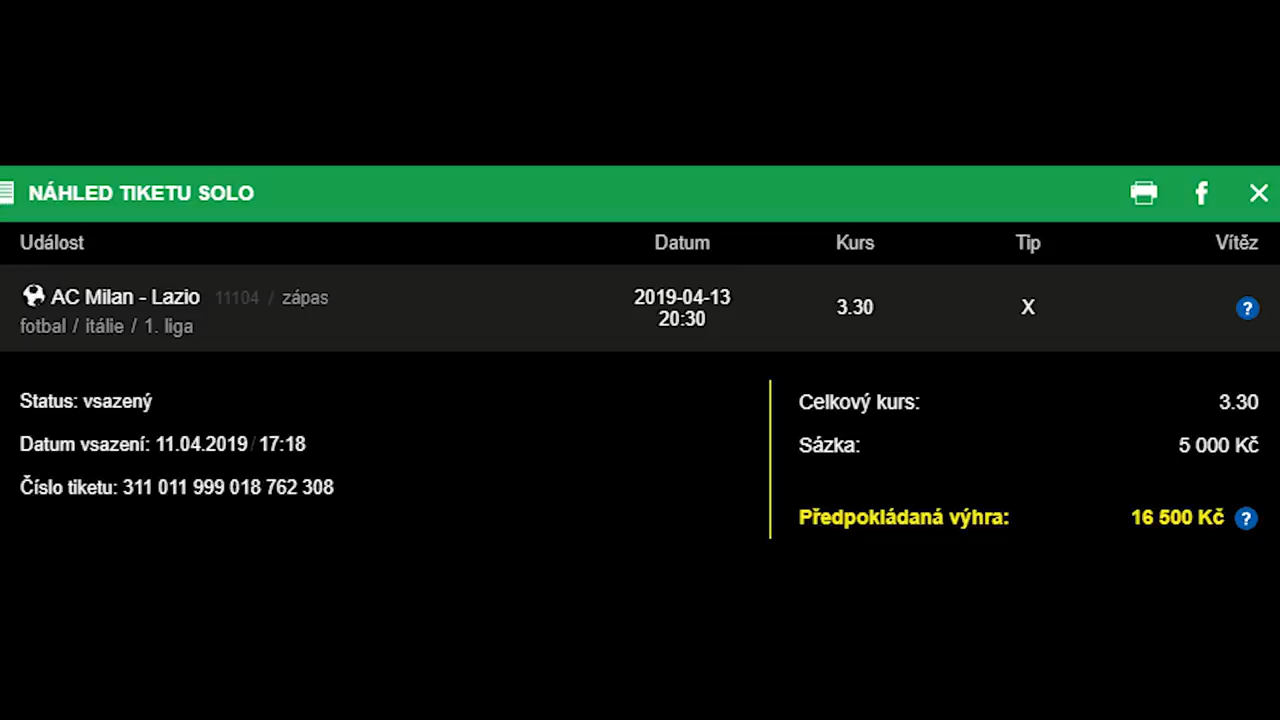 NÁHLED TIKETU SOLO
Událost Datum Kurs Tip Vítěz
AC Milan - Lazio 11104 / zápas 2019-04-13 20:30 3.30 X ?
fotbal / itálie / 1. liga
Status: vsazený
Datum vsazení: 11.04.2019 / 17:18
Číslo tiketu: 311 011 999 018 762 308
Celkový kurs: 3.30
Sázka: 5 000 Kč
Předpokládaná výhra: 16 500 Kč ?